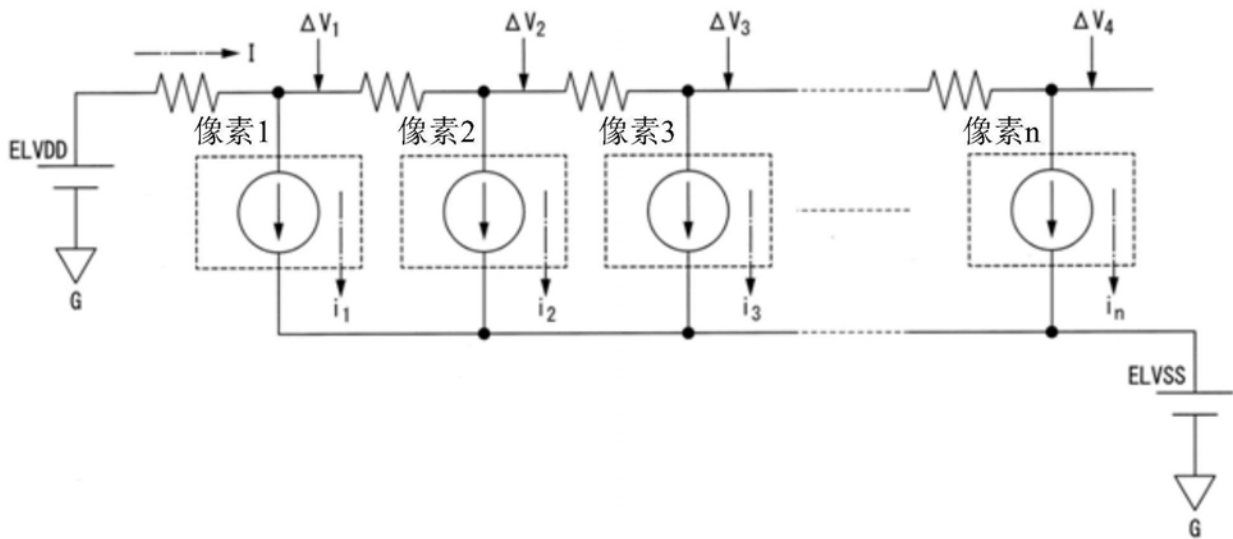 I
ΔV₁
ΔV₂
ΔV₃
ΔV₄
像素1
像素2
像素3
像素n
ELVDD
i₁
i₂
i₃
iₙ
G
ELVSS
G